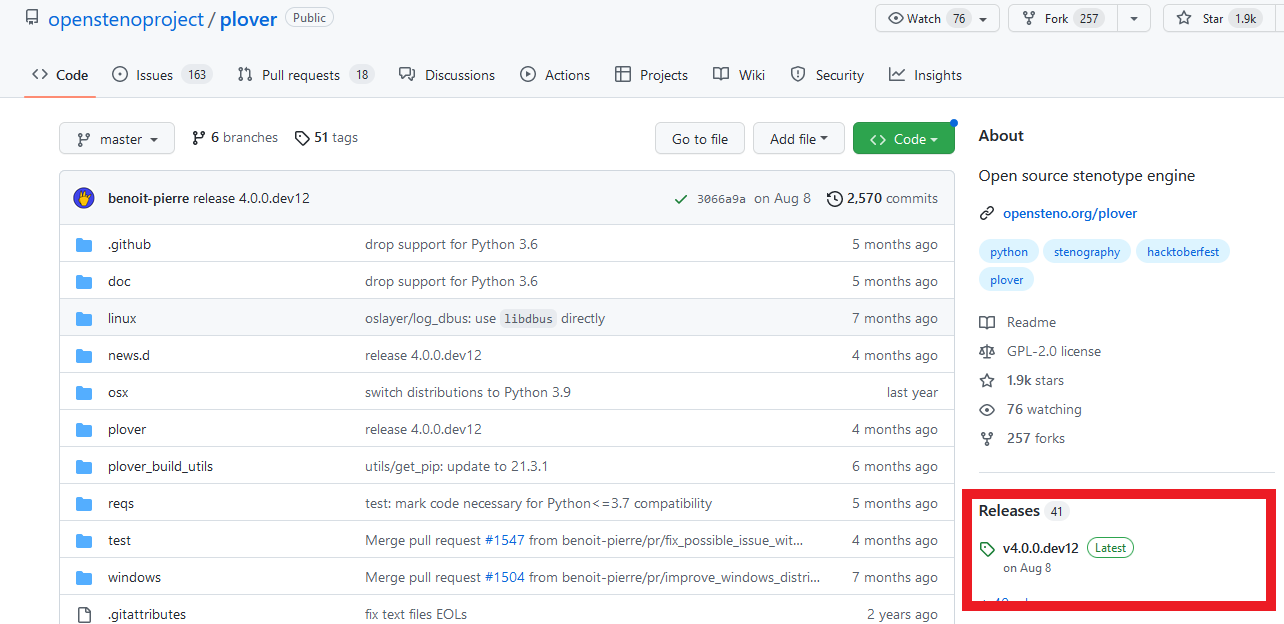 openstenoproject / plover Public
Watch 76 Fork 257 Star 1.9k
Code Issues 163 Pull requests 18 Discussions Actions Projects Wiki Security Insights
master 6 branches 51 tags Go to file Add file Code
benoit-pierre release 4.0.0.dev12 3066a9a on Aug 8 2,570 commits
.github drop support for Python 3.6 5 months ago
doc drop support for Python 3.6 5 months ago
linux oslayer/log_dbus: use libdbus directly 7 months ago
news.d release 4.0.0.dev12 4 months ago
osx switch distributions to Python 3.9 last year
plover release 4.0.0.dev12 4 months ago
plover_build_utils utils/get_pip: update to 21.3.1 6 months ago
reqs test: mark code necessary for Python<=3.7 compatibility 5 months ago
test Merge pull request #1547 from benoit-pierre/pr/fix_possible_issue_wit... 4 months ago
windows Merge pull request #1504 from benoit-pierre/pr/improve_windows_distri... 7 months ago
.gitattributes fix text files EOLs 2 years ago
About
Open source stenotype engine
opensteno.org/plover
python stenography hacktoberfest
plover
Readme
GPL-2.0 license
1.9k stars
76 watching
257 forks
Releases 41
v4.0.0.dev12 Latest
on Aug 8